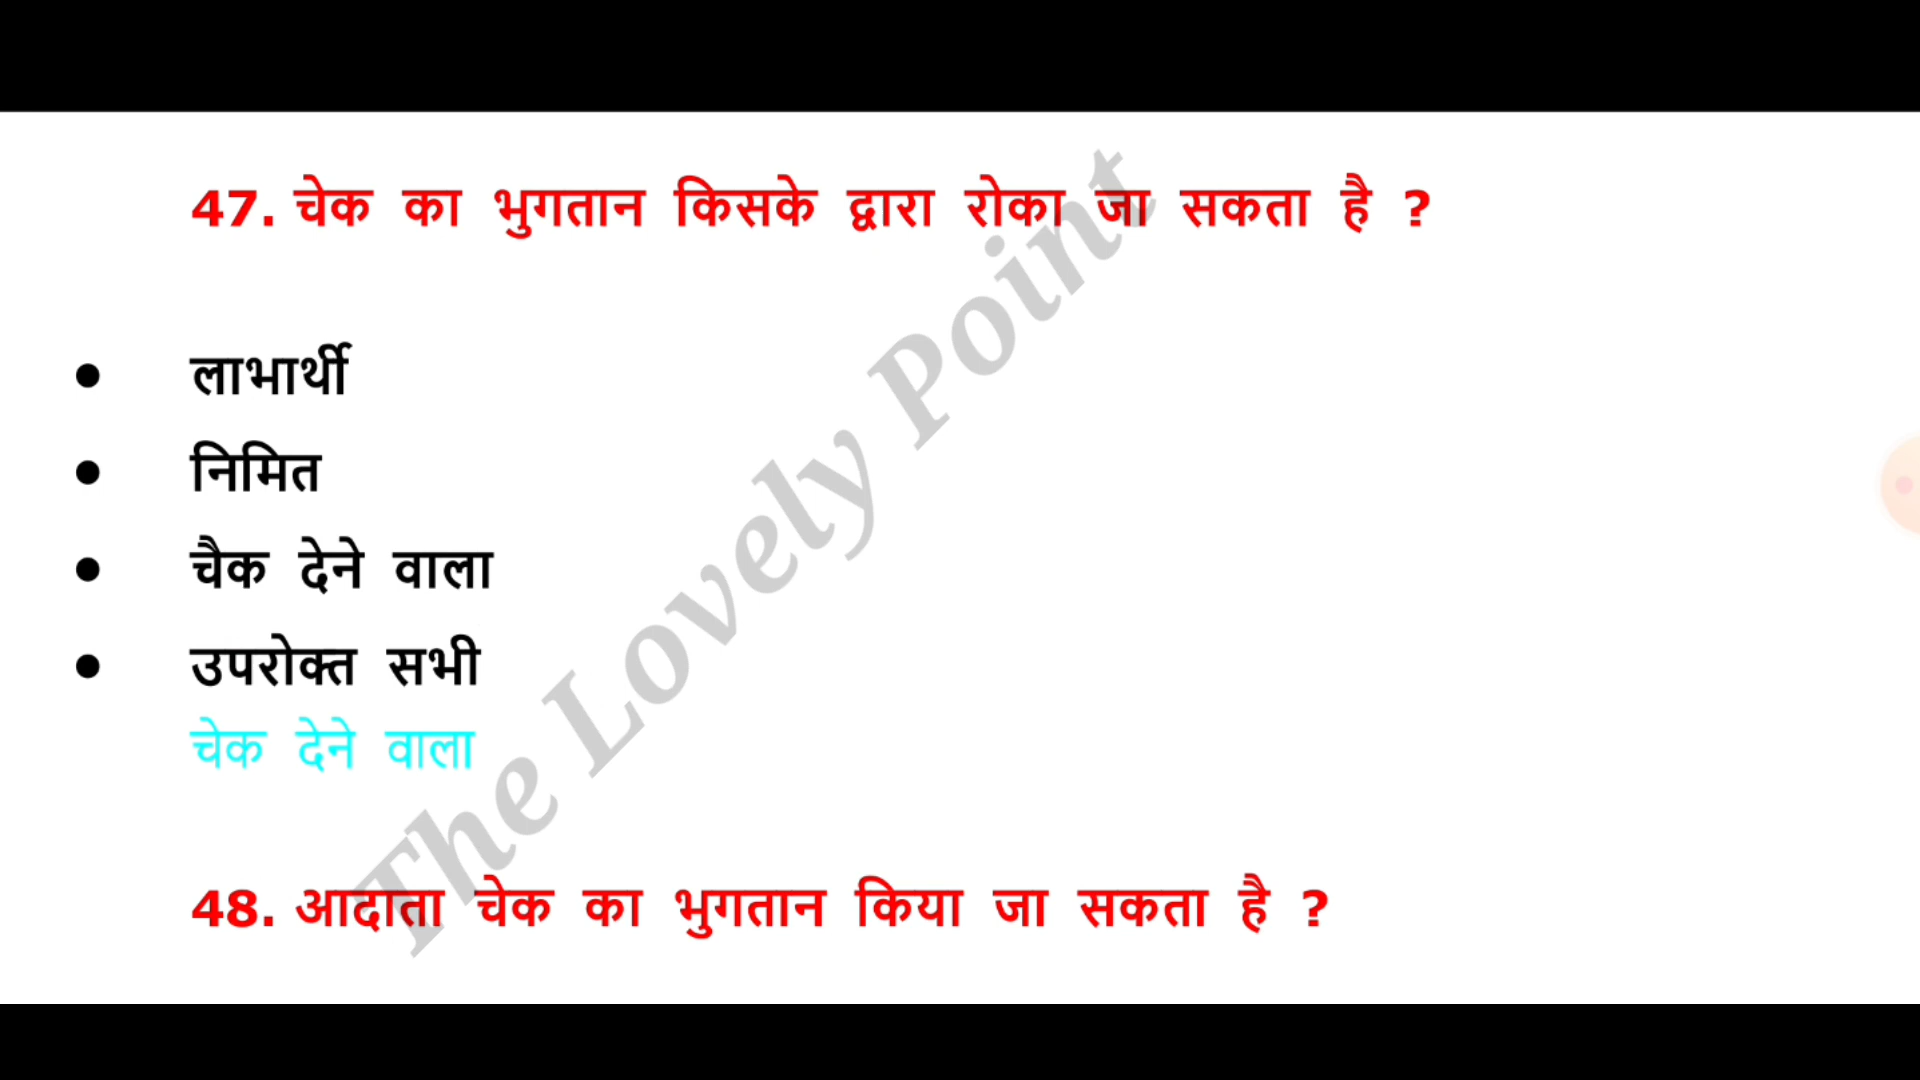 47. चेक का भुगतान किसके द्वारा रोका जा सकता है ?
• लाभार्थी
• निमित
• चैक देने वाला
• उपरोक्त सभी
चेक देने वाला
48. आदाता चेक का भुगतान किया जा सकता है ?
The Lovely Point